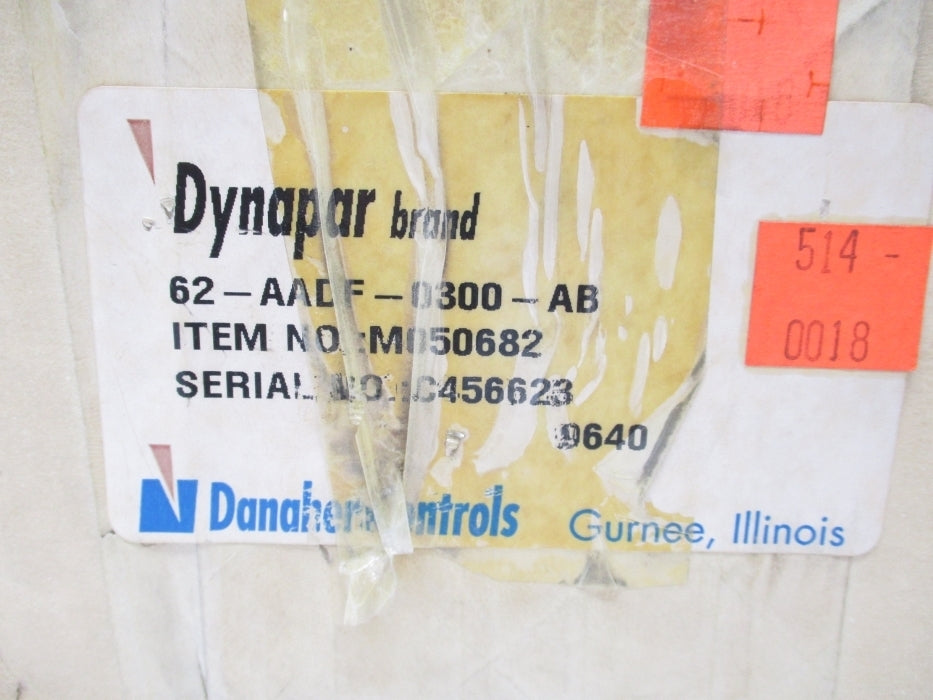 Dynapar brand
62-AADF-0300-AB
ITEM NO.:M050682
SERIAL NO.:C456623
9640
Danaher Controls
Gurnee, Illinois
514 -
0018